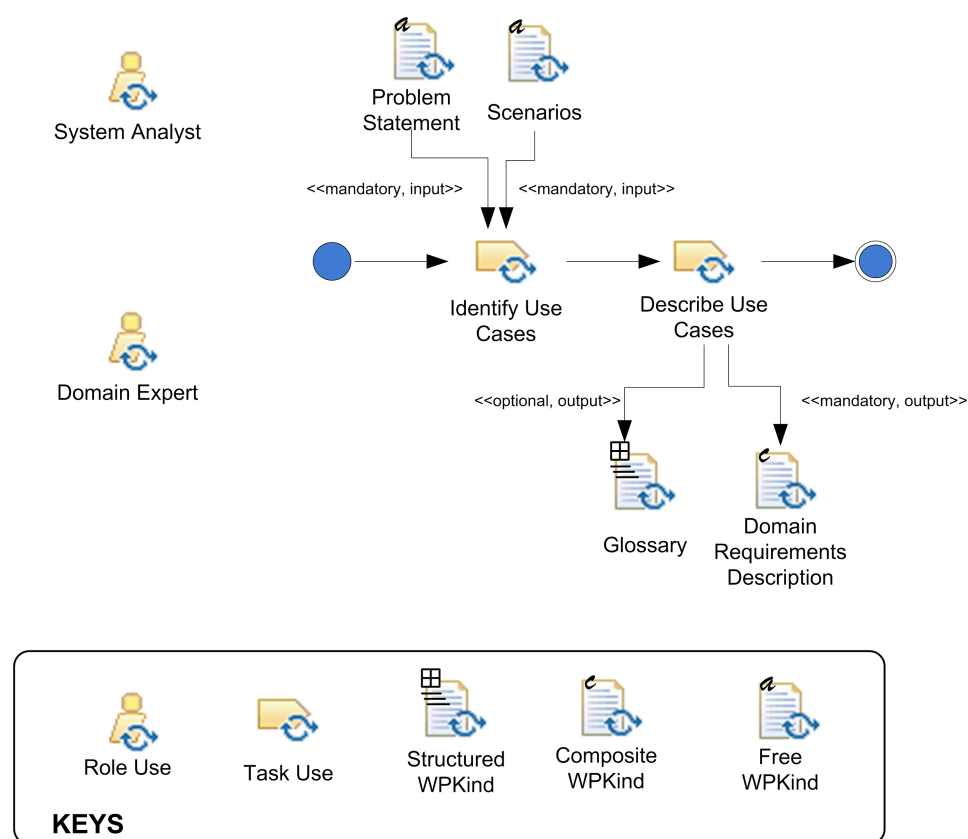 System Analyst
Problem
Statement
Scenarios
<<mandatory, input>>
<<mandatory, input>>
Identify Use
Cases
Describe Use
Cases
Domain Expert
<<optional, output>>
<<mandatory, output>>
Glossary
Domain
Requirements
Description
Role Use
Task Use
Structured
WPKind
Composite
WPKind
Free
WPKind
KEYS